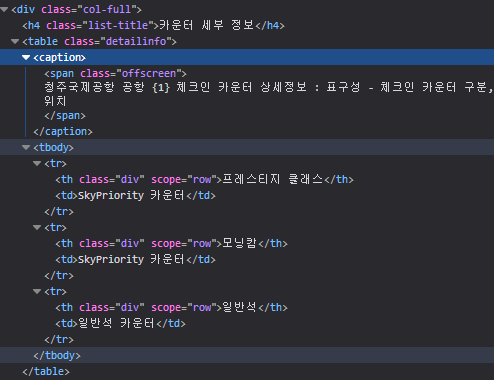 <div class="col-full">
<h4 class="list-title">카운터 세부 정보</h4>
<table class="detailinfo">
<caption>
<span class="offscreen">
청주국제공항 공항 {1} 체크인 카운터 상세정보 : 표구성 - 체크인 카운터 구분,
위치
</span>
</caption>
<tbody>
<tr>
<th class="div" scope="row">프레스티지 클래스</th>
<td>SkyPriority 카운터</td>
</tr>
<tr>
<th class="div" scope="row">모닝캄</th>
<td>SkyPriority 카운터</td>
</tr>
<tr>
<th class="div" scope="row">일반석</th>
<td>일반석 카운터</td>
</tr>
</tbody>
</table>